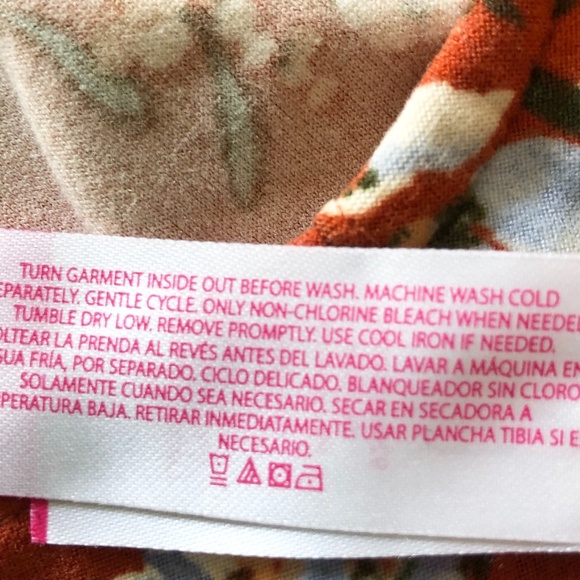 TURN GARMENT INSIDE OUT BEFORE WASH. MACHINE WASH COLD
EPARATELY. GENTLE CYCLE. ONLY NON-CHLORINE BLEACH WHEN NEEDE
TUMBLE DRY LOW. REMOVE PROMPTLY. USE COOL IRON IF NEEDED.
OLTEAR LA PRENDA AL REVÉS ANTES DEL LAVADO. LAVAR A MÁQUINA EN
GUA FRÍA, POR SEPARADO. CICLO DELICADO. BLANQUEADOR SIN CLORO
SOLAMENTE CUANDO SEA NECESARIO. SECAR EN SECADORA A
PERATURA BAJA. RETIRAR INMEDIATAMENTE. USAR PLANCHA TIBIA SI E
NECESARIO.